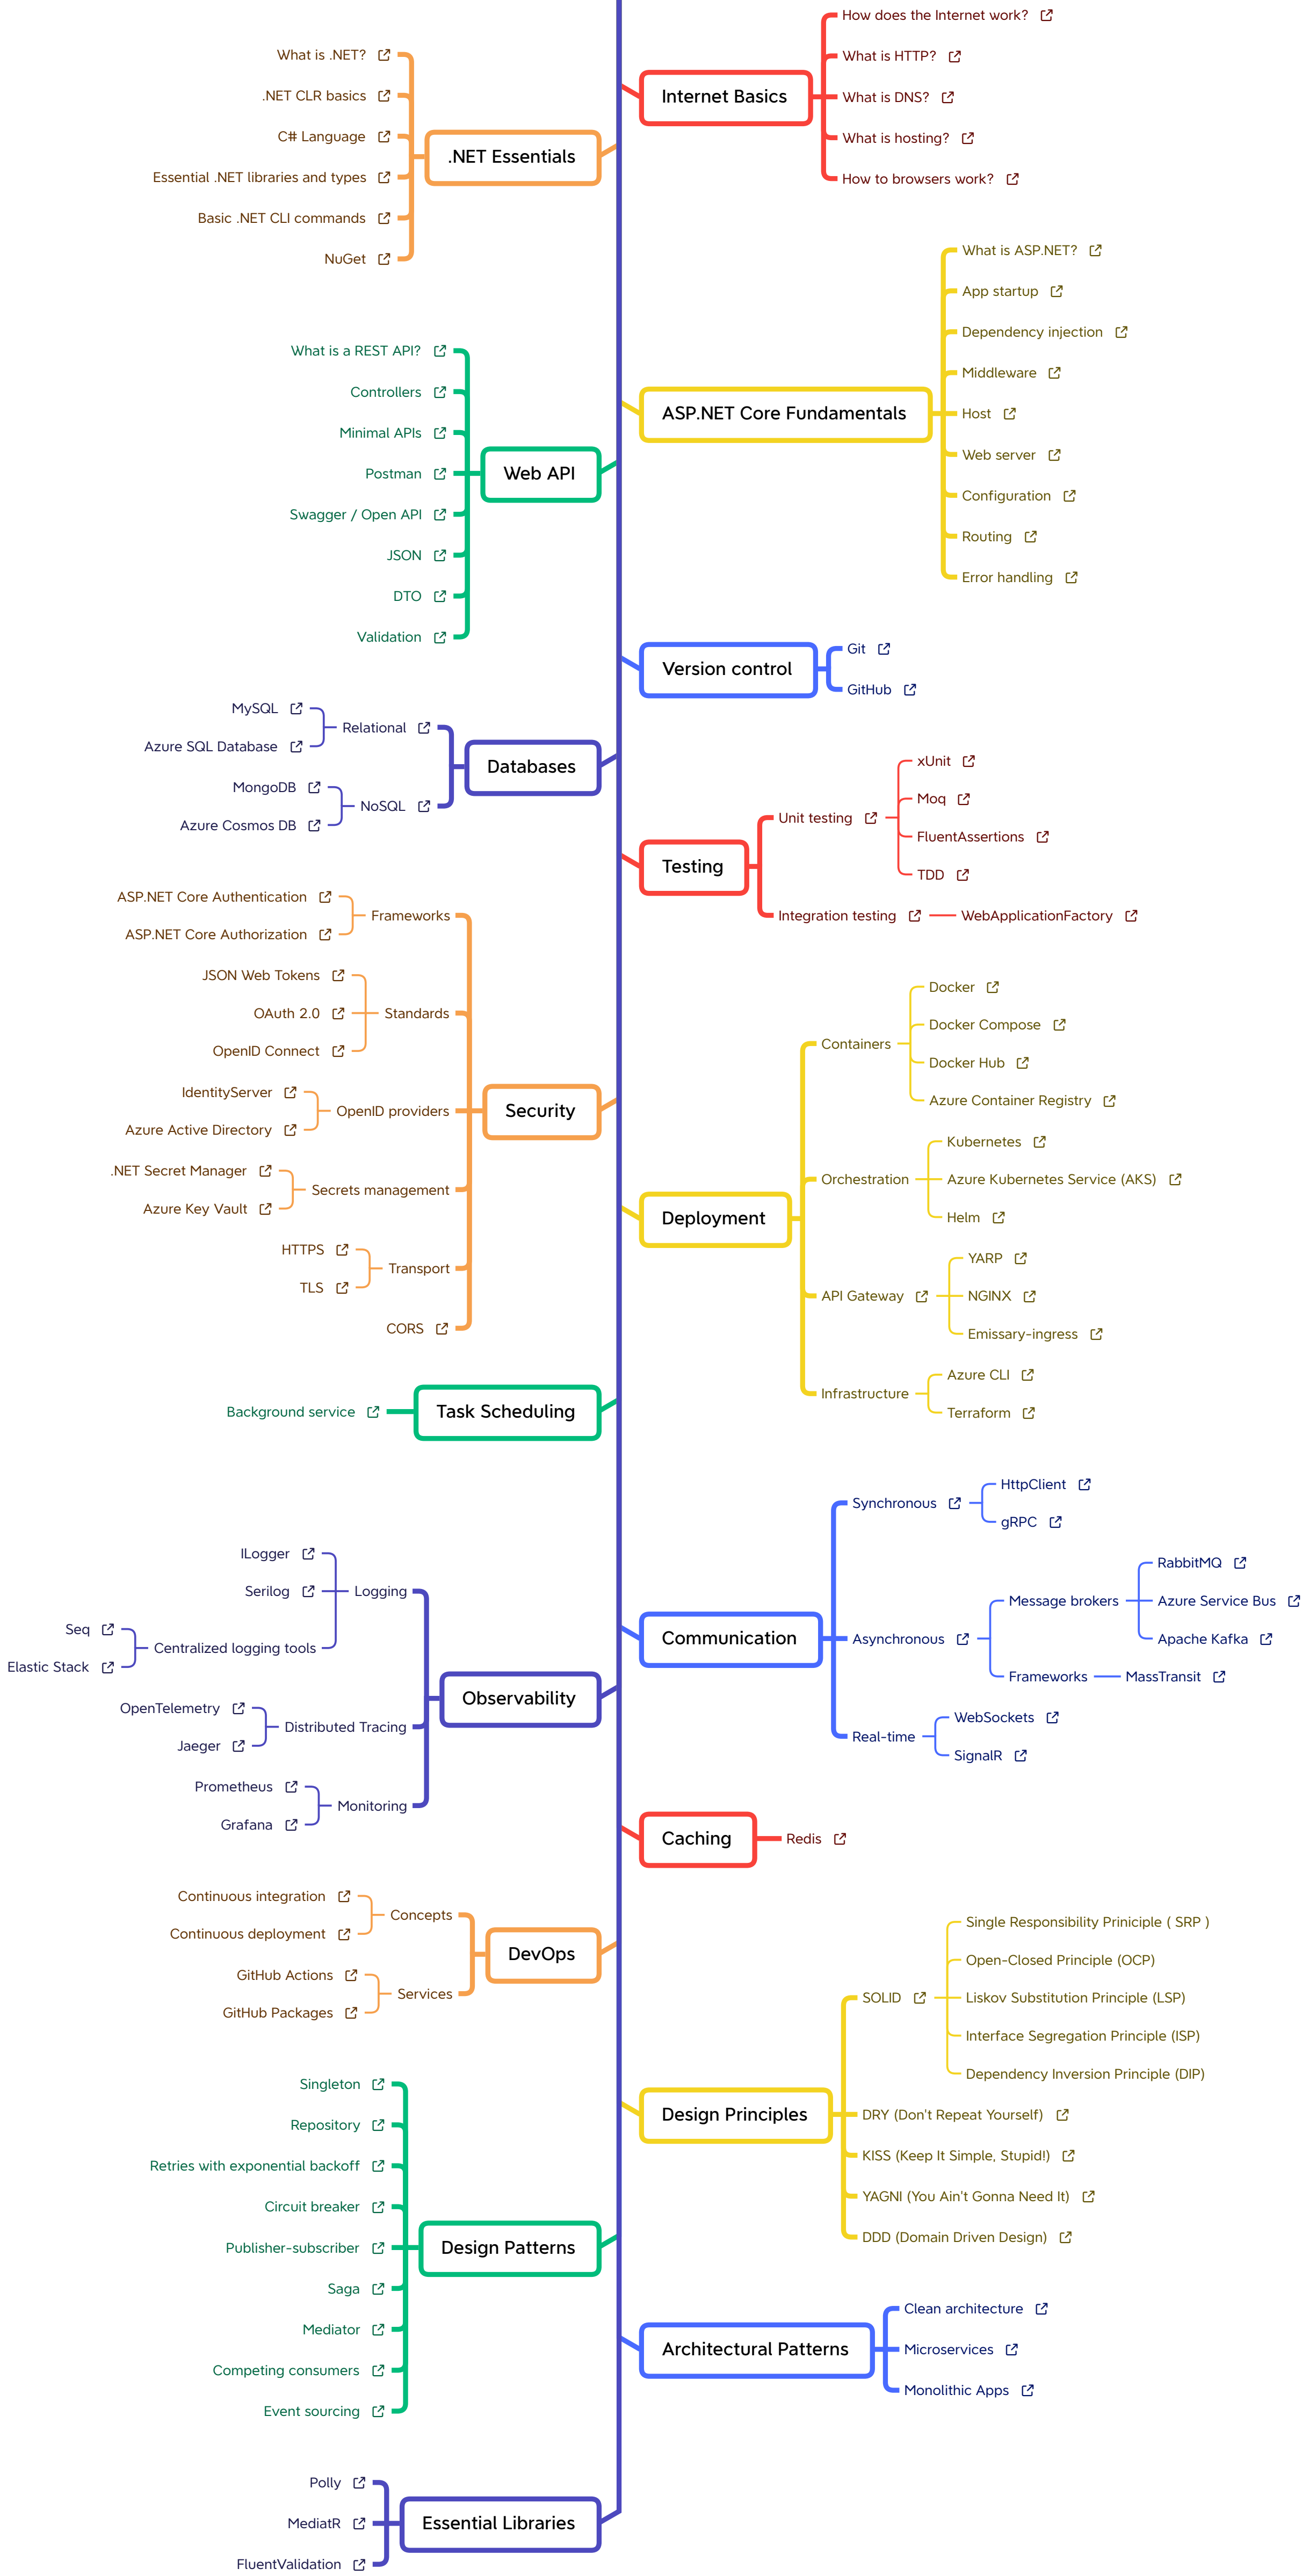 Internet Basics
How does the Internet work?
What is HTTP?
What is DNS?
What is hosting?
How to browsers work?
.NET Essentials
What is .NET?
.NET CLR basics
C# Language
Essential .NET libraries and types
Basic .NET CLI commands
NuGet
ASP.NET Core Fundamentals
What is ASP.NET?
App startup
Dependency injection
Middleware
Host
Web server
Configuration
Routing
Error handling
Web API
What is a REST API?
Controllers
Minimal APIs
Postman
Swagger / Open API
JSON
DTO
Validation
Version control
Git
GitHub
Databases
Relational
MySQL
Azure SQL Database
NoSQL
MongoDB
Azure Cosmos DB
Testing
Unit testing
xUnit
Moq
FluentAssertions
TDD
Integration testing
WebApplicationFactory
Security
Frameworks
ASP.NET Core Authentication
ASP.NET Core Authorization
Standards
JSON Web Tokens
OAuth 2.0
OpenID Connect
OpenID providers
IdentityServer
Azure Active Directory
Secrets management
.NET Secret Manager
Azure Key Vault
Transport
HTTPS
TLS
CORS
Deployment
Containers
Docker
Docker Compose
Docker Hub
Azure Container Registry
Orchestration
Kubernetes
Azure Kubernetes Service (AKS)
Helm
API Gateway
YARP
NGINX
Emissary-ingress
Infrastructure
Azure CLI
Terraform
Task Scheduling
Background service
Communication
Synchronous
HttpClient
gRPC
Asynchronous
Message brokers
RabbitMQ
Azure Service Bus
Apache Kafka
Frameworks
MassTransit
Real-time
WebSockets
SignalR
Observability
Logging
ILogger
Serilog
Centralized logging tools
Seq
Elastic Stack
Distributed Tracing
OpenTelemetry
Jaeger
Monitoring
Prometheus
Grafana
Caching
Redis
DevOps
Concepts
Continuous integration
Continuous deployment
Services
GitHub Actions
GitHub Packages
Design Principles
SOLID
Single Responsibility Priniciple ( SRP )
Open-Closed Principle (OCP)
Liskov Substitution Principle (LSP)
Interface Segregation Principle (ISP)
Dependency Inversion Principle (DIP)
DRY (Don't Repeat Yourself)
KISS (Keep It Simple, Stupid!)
YAGNI (You Ain't Gonna Need It)
DDD (Domain Driven Design)
Design Patterns
Singleton
Repository
Retries with exponential backoff
Circuit breaker
Publisher-subscriber
Saga
Mediator
Competing consumers
Event sourcing
Architectural Patterns
Clean architecture
Microservices
Monolithic Apps
Essential Libraries
Polly
MediatR
FluentValidation